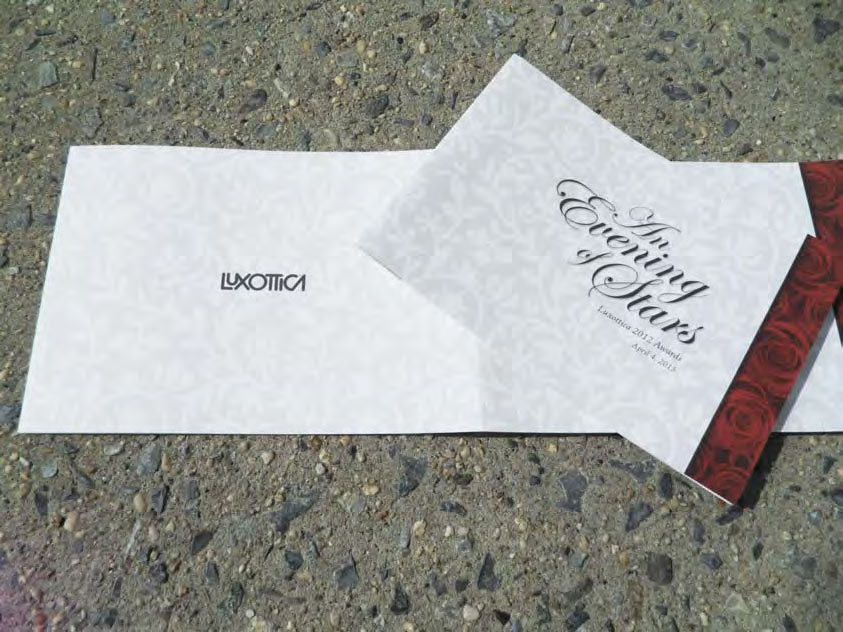 LUXOTTICA
An
Evening
of
Stars
Luxottica 2012 Awards
April 4, 2013